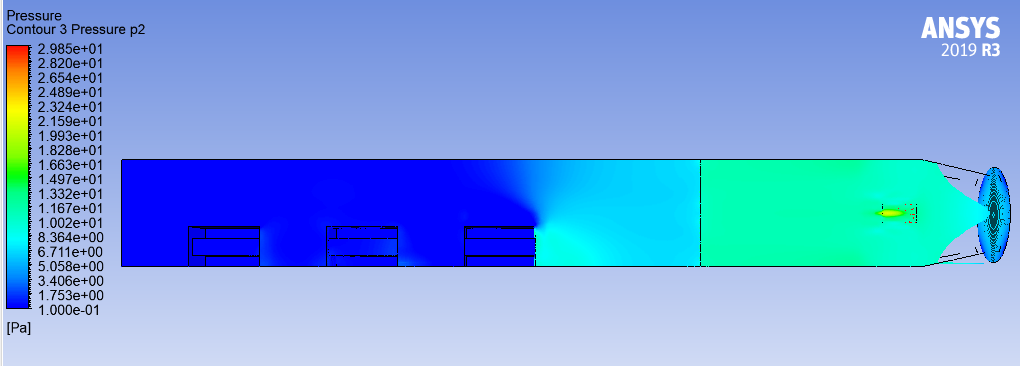 Pressure
Contour 3 Pressure p2
ANSYS
2019 R3
2.985e+01
2.820e+01
2.654e+01
2.489e+01
2.324e+01
2.159e+01
1.993e+01
1.828e+01
1.663e+01
1.497e+01
1.332e+01
1.167e+01
1.002e+01
8.364e+00
6.711e+00
5.058e+00
3.406e+00
1.753e+00
1.000e-01
[Pa]